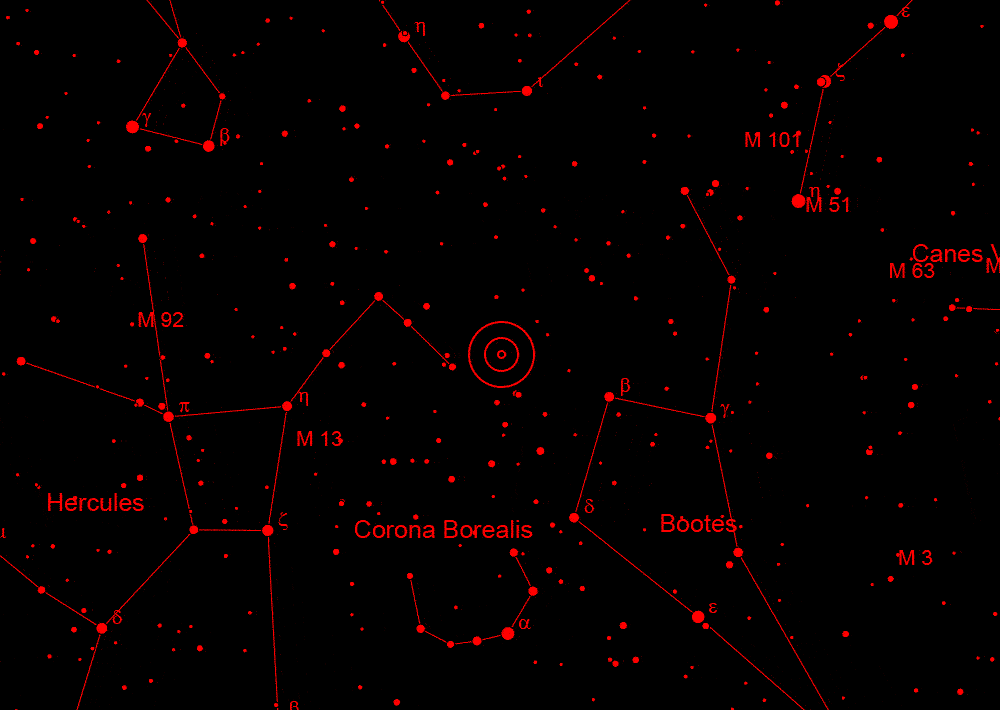 η
ε
ζ
ι
γ
β
M 101
η
M 51
Canes V
M 63
M
M 92
β
π
η
γ
M 13
Hercules
δ
ζ
Corona Borealis
Bootes
μ
M 3
δ
ε
α
β